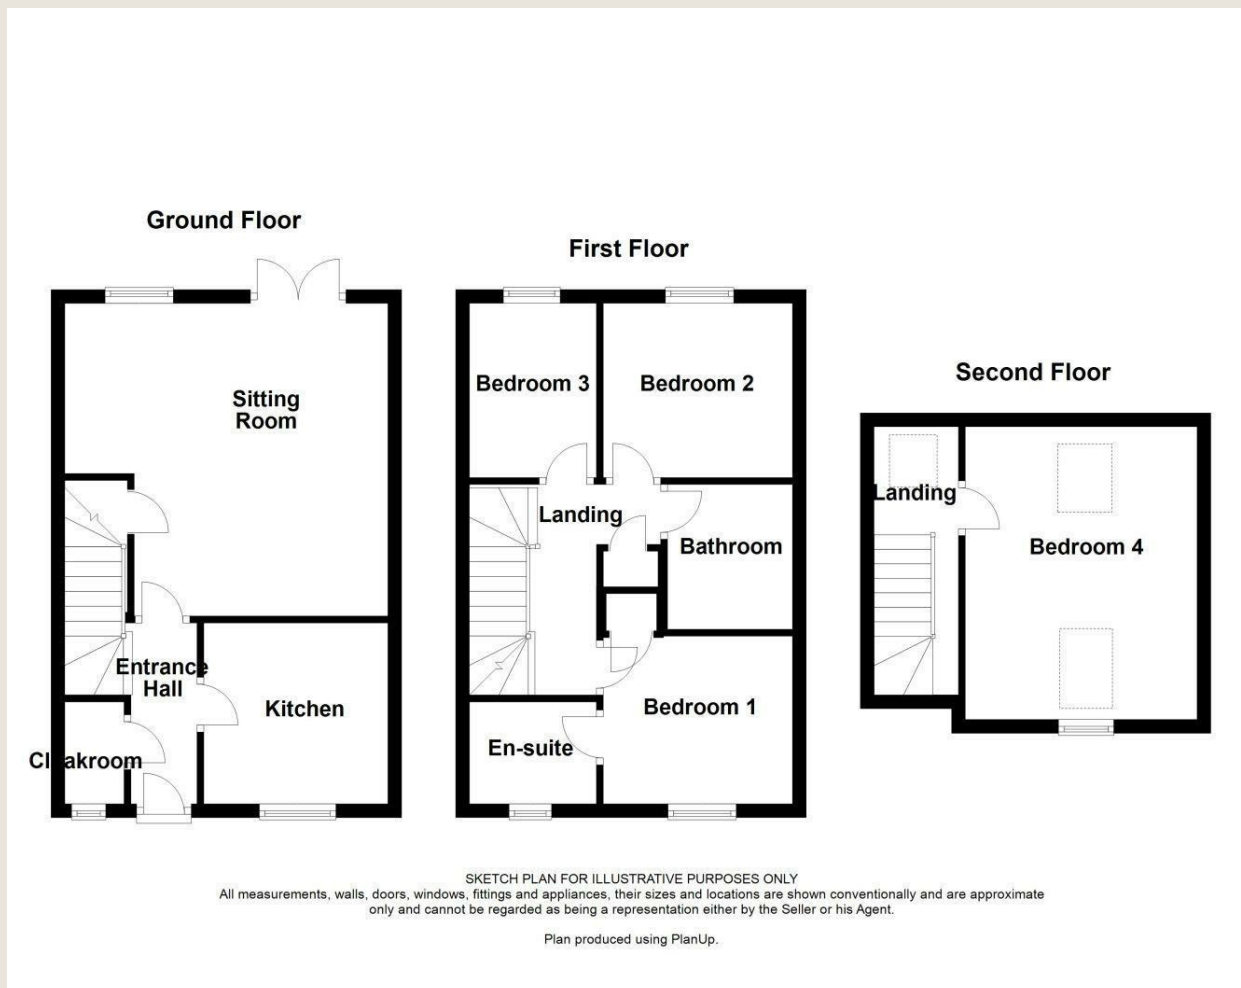 Ground Floor
Sitting
Room
Entrance
Hall
Kitchen
Cloakroom
First Floor
Bedroom 3
Bedroom 2
Landing
Bathroom
Bedroom 1
En-suite
Second Floor
Landing
Bedroom 4
SKETCH PLAN FOR ILLUSTRATIVE PURPOSES ONLY
All measurements, walls, doors, windows, fittings and appliances, their sizes and locations are shown conventionally and are approximate
only and cannot be regarded as being a representation either by the Seller or his Agent.
Plan produced using PlanUp.